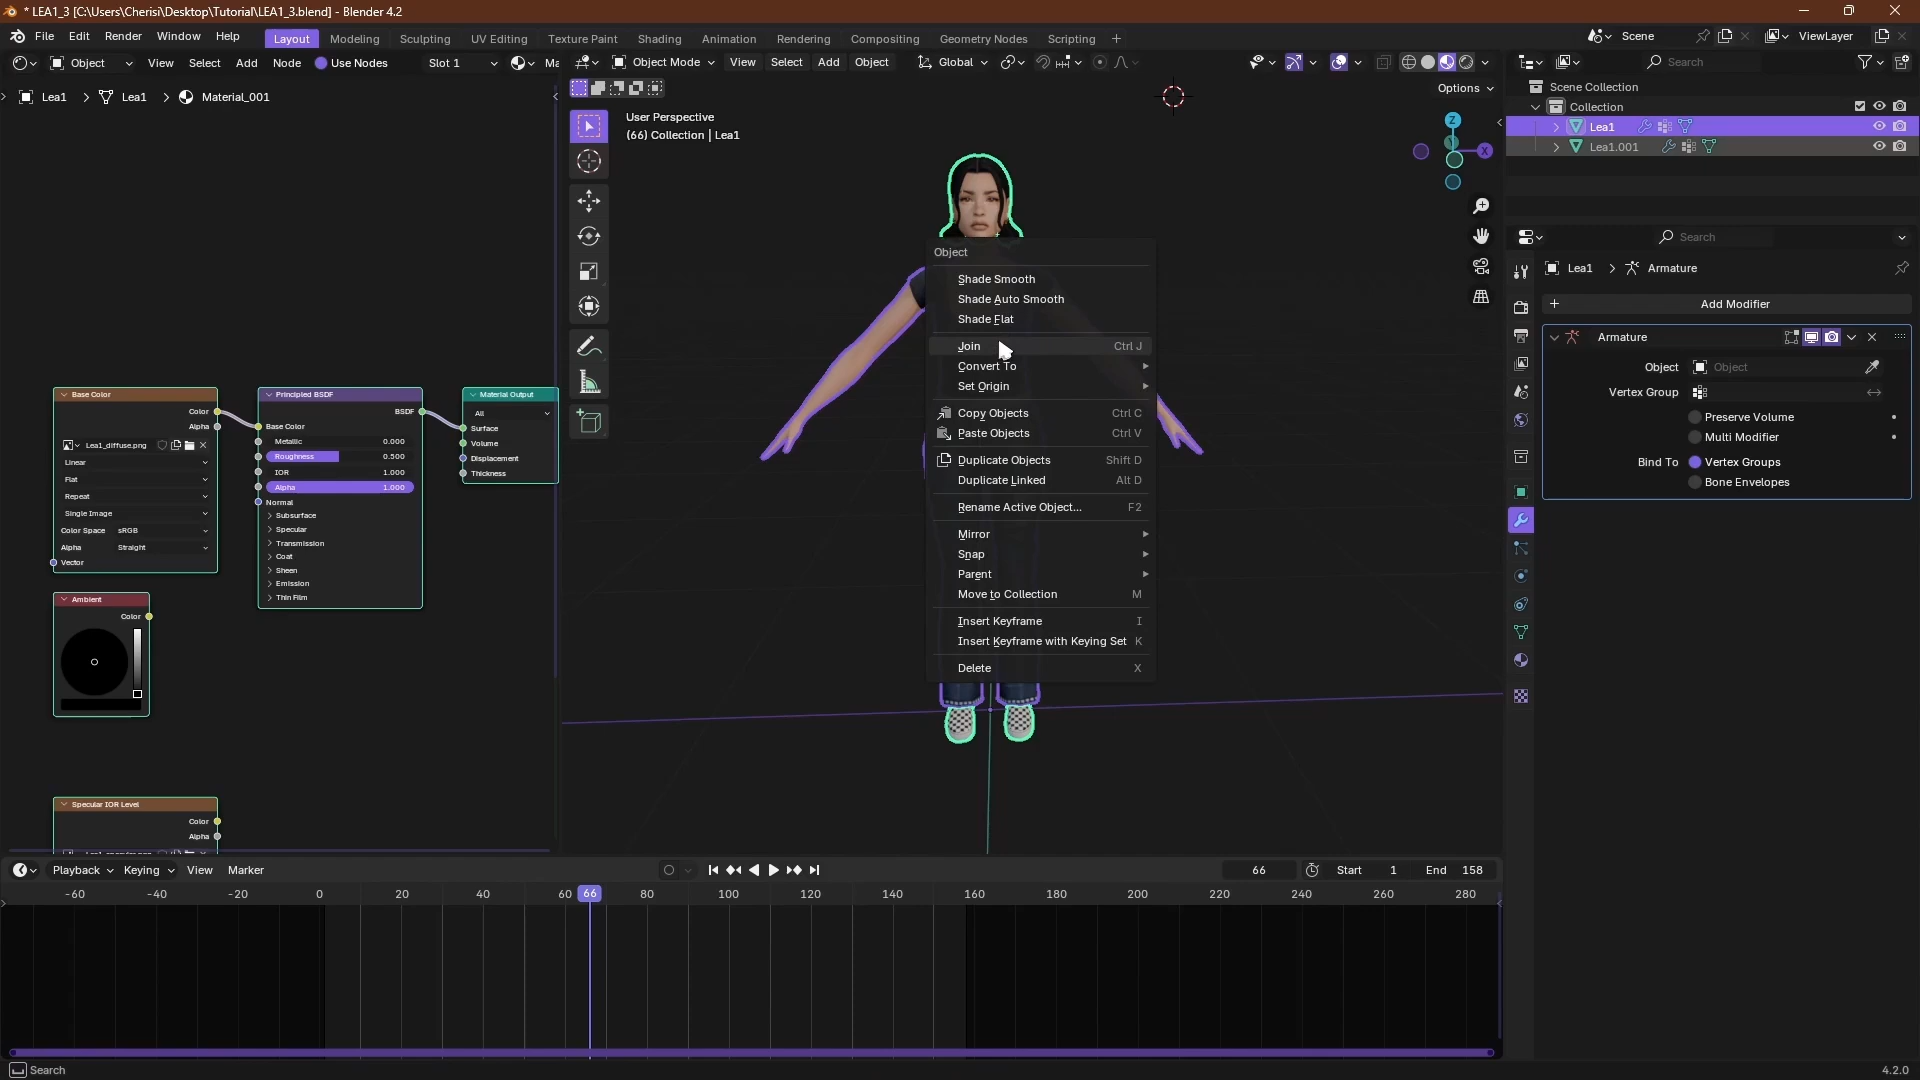 * LEA1_3 [C:\Users\Cherisi\Desktop\Tutorial\LEA1_3.blend] - Blender 4.2
File Edit Render Window Help Layout Modeling Sculpting UV Editing Texture Paint Shading Animation Rendering Compositing Geometry Nodes Scripting + Scene ViewLayer
Object View Select Add Object Node Use Nodes Slot 1 Ma
Object Mode View Select Add Object Global
Search
Options
Lea1 > Lea1 > Material_001
User Perspective
(66) Collection | Lea1
Z
Y
X
Scene Collection
Collection
Lea1
Lea1.001
Search
Lea1 > Armature
+ Add Modifier
Armature
Object Object
Vertex Group
Preserve Volume
Multi Modifier
Bind To Vertex Groups
Bone Envelopes
Object
Shade Smooth
Shade Auto Smooth
Shade Flat
Join Ctrl J
Convert To
Set Origin
Copy Objects Ctrl C
Paste Objects Ctrl V
Duplicate Objects Shift D
Duplicate Linked Alt D
Rename Active Object... F2
Mirror
Snap
Parent
Move to Collection M
Insert Keyframe I
Insert Keyframe with Keying Set K
Delete X
Base Color
Color
Alpha
Lea1_diffuse.png
Linear
Flat
Repeat
Single Image
Color Space sRGB
Alpha Straight
Vector
Principled BSDF
BSDF
Base Color
Metallic 0.000
Roughness 0.500
IOR 1.000
Alpha 1.000
Normal
Subsurface
Specular
Transmission
Coat
Sheen
Emission
Thin Film
Material Output
All
Surface
Volume
Displacement
Thickness
Ambient
Color
Specular IOR Level
Color
Alpha
Playback Keying View Marker 66 Start 1 End 158
-60 -40 -20 0 20 40 60 66 80 100 120 140 160 180 200 220 240 260 280
Search 4.2.0